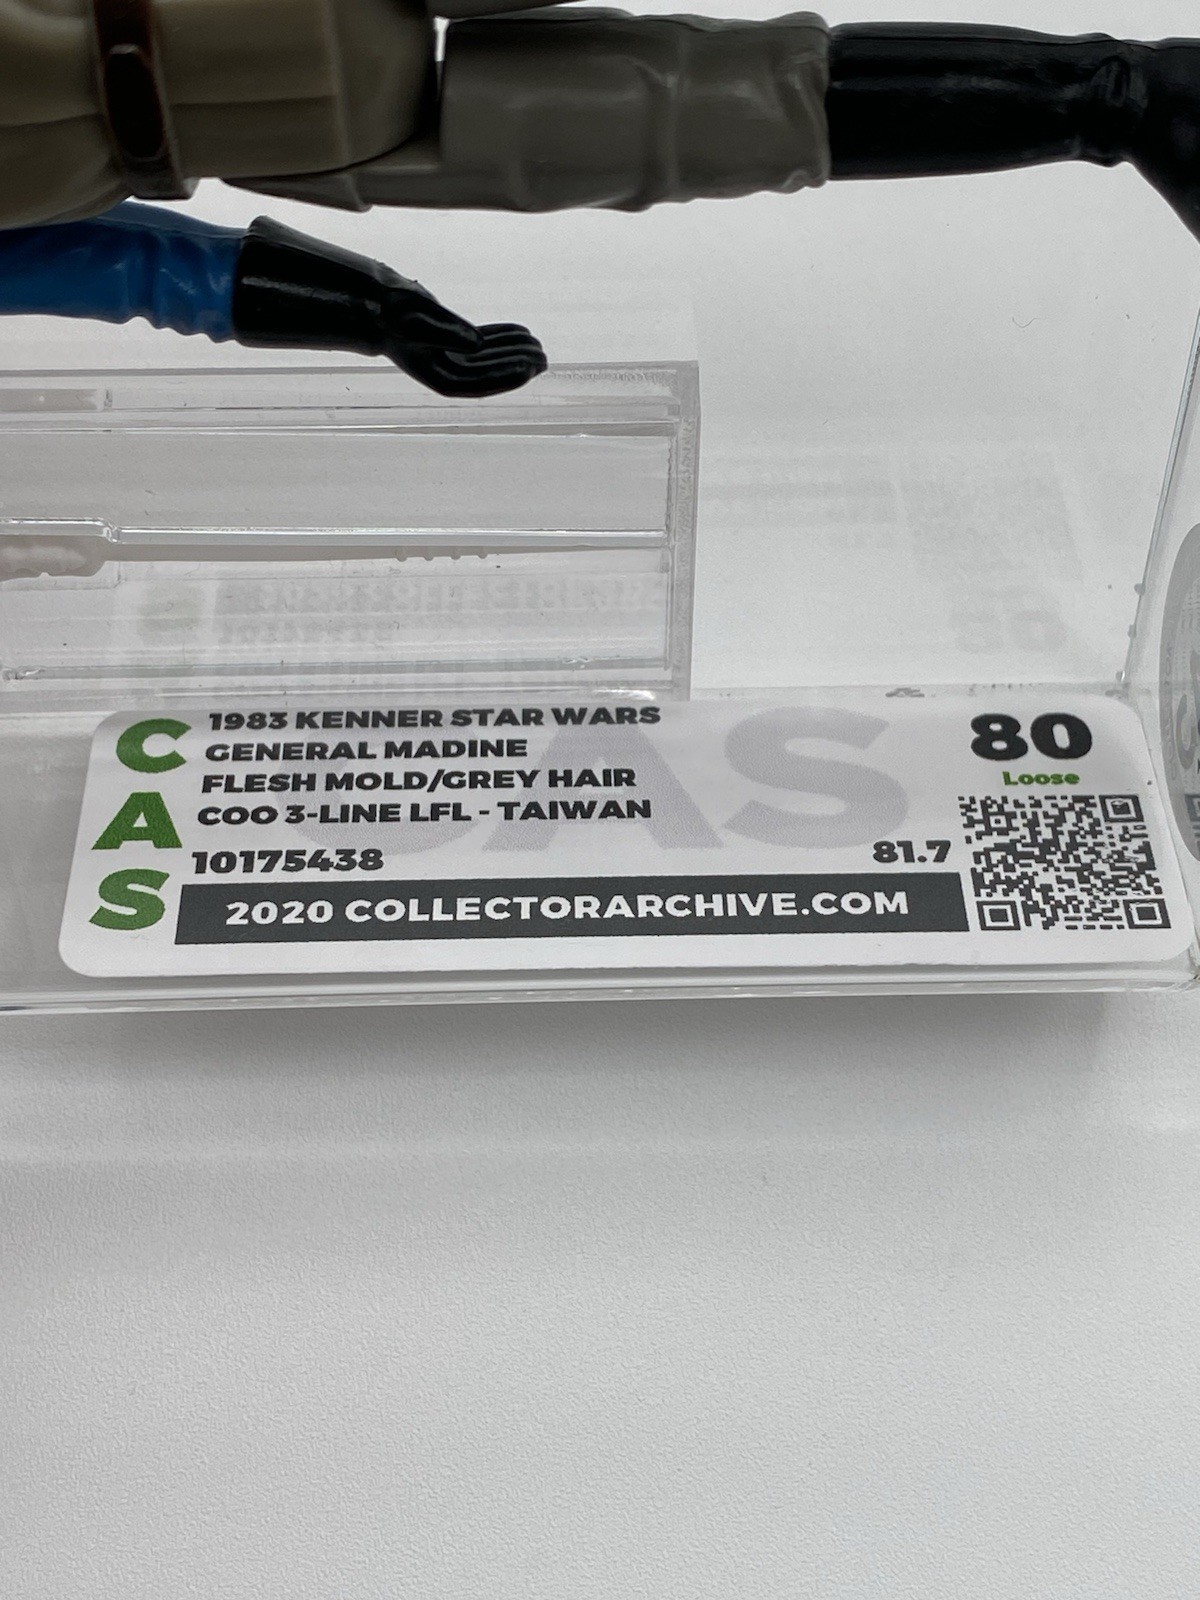 CAS
1983 KENNER STAR WARS
GENERAL MADINE
FLESH MOLD/GREY HAIR
COO 3-LINE LFL - TAIWAN
10175438
81.7
80
Loose
2020 COLLECTORARCHIVE.COM
CAS